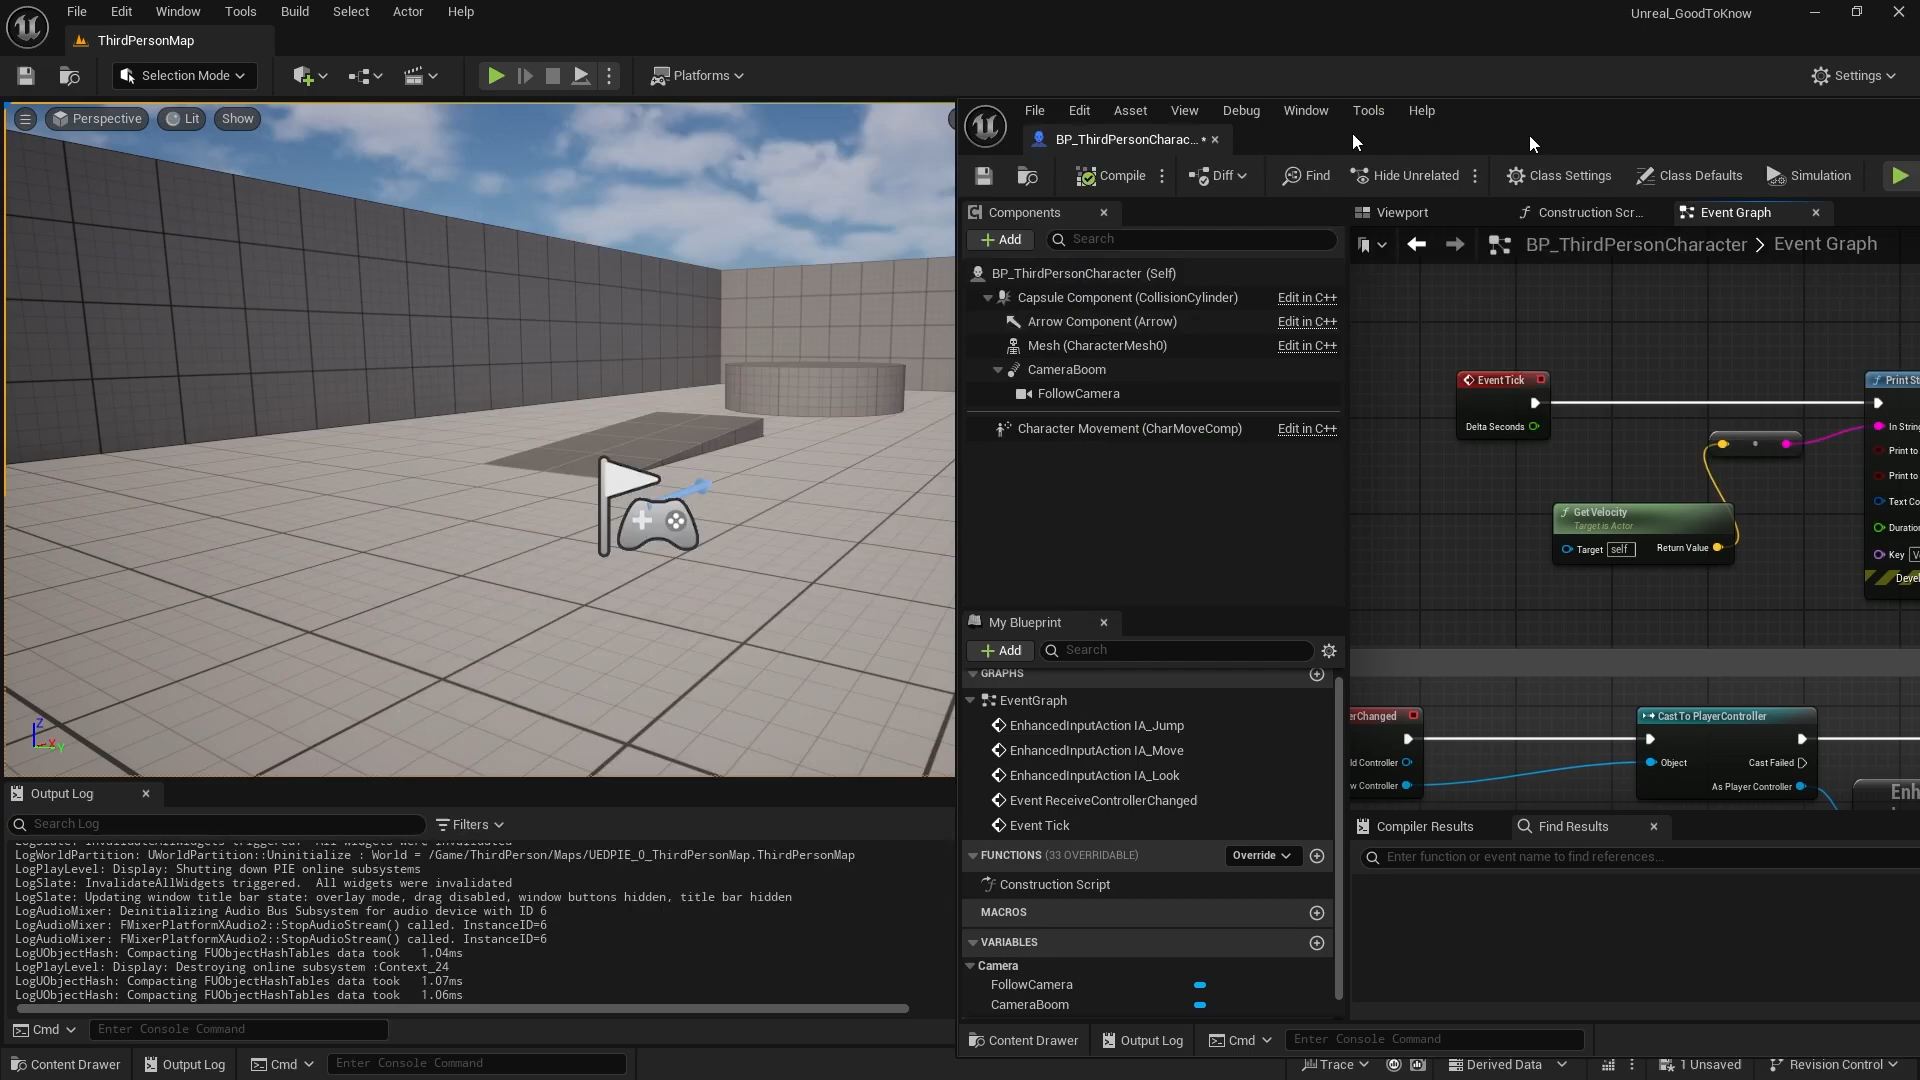 File Edit Window Tools Build Select Actor Help
Unreal_GoodToKnow
ThirdPersonMap
Selection Mode
Platforms
Settings
Perspective Lit Show
File Edit Asset View Debug Window Tools Help
BP_ThirdPersonCharac... *
Compile
Diff
Find
Hide Unrelated
Class Settings
Class Defaults
Simulation
Components
Viewport
Construction Scr...
Event Graph
Add
Search
BP_ThirdPersonCharacter > Event Graph
BP_ThirdPersonCharacter (Self)
Capsule Component (CollisionCylinder) Edit in C++
Arrow Component (Arrow) Edit in C++
Mesh (CharacterMesh0) Edit in C++
CameraBoom
FollowCamera
Character Movement (CharMoveComp) Edit in C++
Event Tick
Delta Seconds
Print St
In String
Print to
Print to
Text Co
Duration
Key
Devel
Get Velocity
Target is Actor
Target self Return Value
My Blueprint
Add
Search
GRAPHS
EventGraph
EnhancedInputAction IA_Jump
EnhancedInputAction IA_Move
EnhancedInputAction IA_Look
Event ReceiveControllerChanged
Event Tick
FUNCTIONS (33 OVERRIDABLE) Override
Construction Script
MACROS
VARIABLES
Camera
FollowCamera
CameraBoom
erChanged
ld Controller
w Controller
Cast To PlayerController
Object Cast Failed
As Player Controller
Enh
Compiler Results
Find Results
Enter function or event name to find references...
Output Log
Search Log
Filters
LogWorldPartition: UWorldPartition::Uninitialize : World = /Game/ThirdPerson/Maps/UEDPIE_0_ThirdPersonMap.ThirdPersonMap
LogPlayLevel: Display: Shutting down PIE online subsystems
LogSlate: InvalidateAllWidgets triggered.  All widgets were invalidated
LogSlate: Updating window title bar state: overlay mode, drag disabled, window buttons hidden, title bar hidden
LogAudioMixer: Deinitializing Audio Bus Subsystem for audio device with ID 6
LogAudioMixer: FMixerPlatformXAudio2::StopAudioStream() called. InstanceID=6
LogAudioMixer: FMixerPlatformXAudio2::StopAudioStream() called. InstanceID=6
LogUObjectHash: Compacting FUObjectHashTables data took   1.04ms
LogPlayLevel: Display: Destroying online subsystem :Context_24
LogUObjectHash: Compacting FUObjectHashTables data took   1.07ms
LogUObjectHash: Compacting FUObjectHashTables data took   1.06ms
Cmd Enter Console Command
Content Drawer Output Log Cmd Enter Console Command
Content Drawer Output Log Cmd Enter Console Command
Trace Derived Data 1 Unsaved Revision Control
Z
X
Y